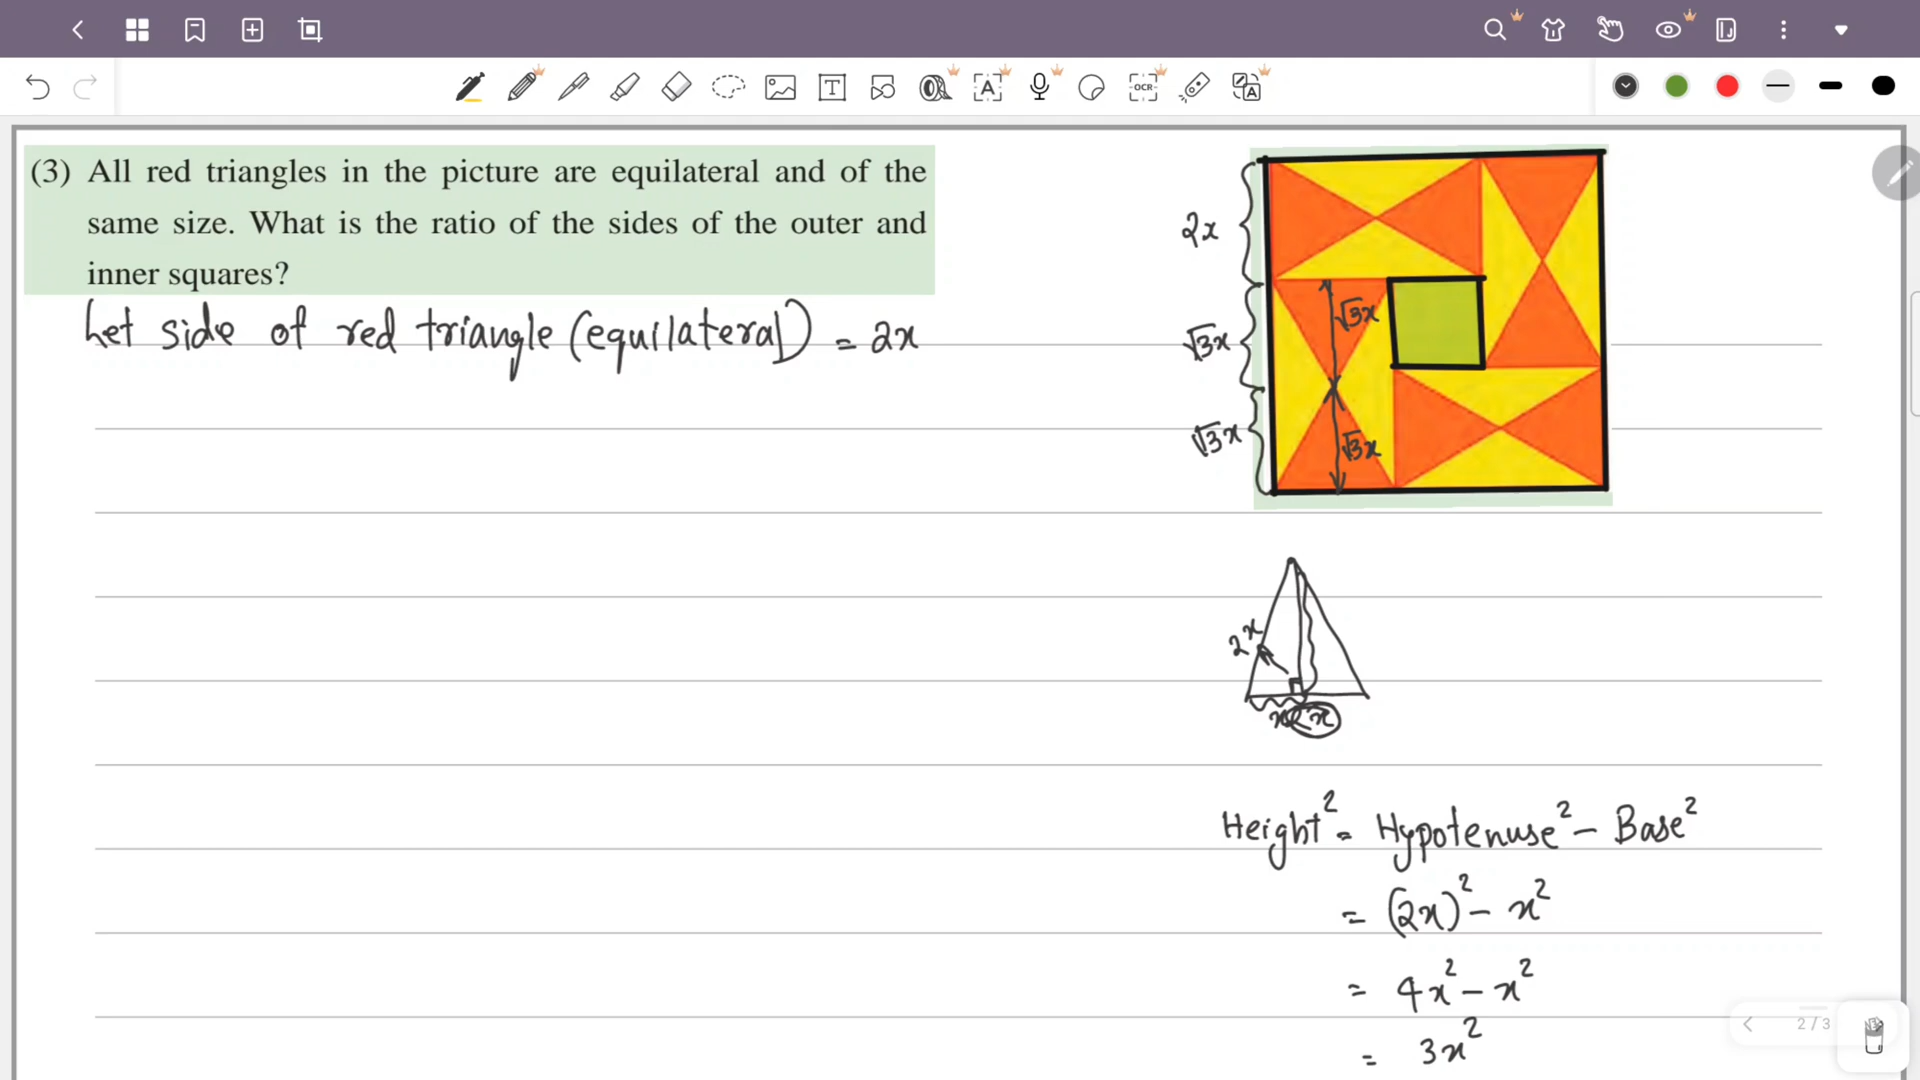 (3) All red triangles in the picture are equilateral and of the
same size. What is the ratio of the sides of the outer and
inner squares?
Let side of red triangle (equilateral) = 2x
2x
√3x
√3x
√3x
√3x
2x
x 2x
Height² = Hypotenuse² - Base²
= (2x)² - x²
= 4x² - x²
= 3x²
T
A
OCR
A
2 / 3